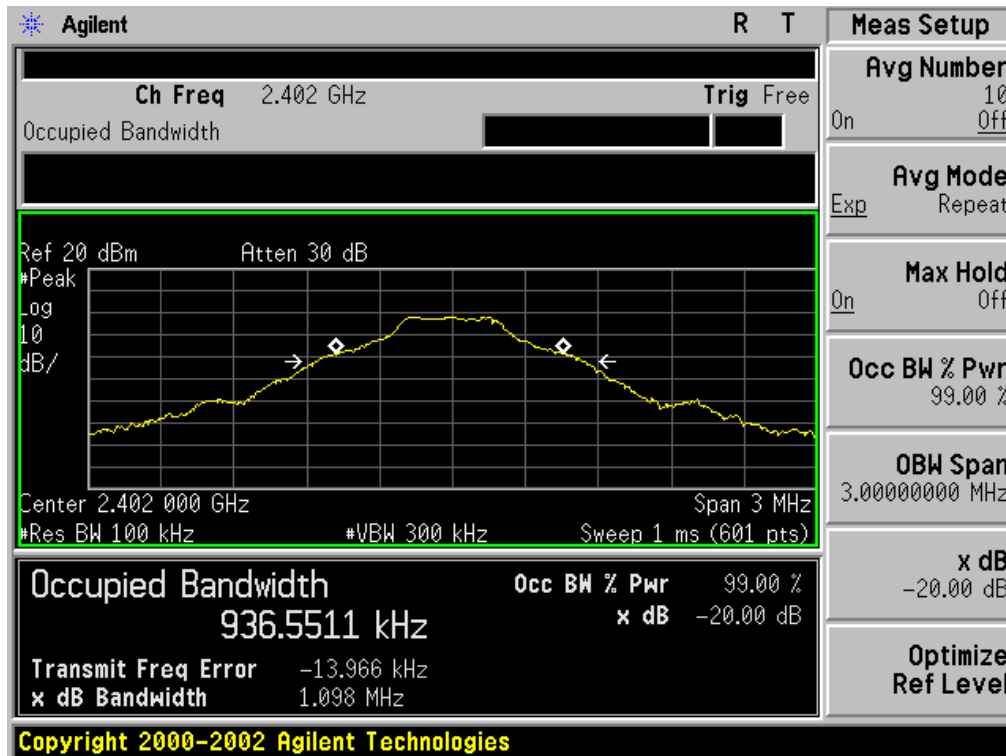 Agilent R T
Ch Freq 2.402 GHz Trig Free
Occupied Bandwidth
Ref 20 dBm Atten 30 dB
#Peak
Log
10
dB/
Center 2.402 000 GHz Span 3 MHz
#Res BW 100 kHz #VBW 300 kHz Sweep 1 ms (601 pts)
Occupied Bandwidth Occ BW % Pwr 99.00 %
936.5511 kHz x dB -20.00 dB
Transmit Freq Error -13.966 kHz
x dB Bandwidth 1.098 MHz
Copyright 2000-2002 Agilent Technologies
Meas Setup
Avg Number
10
On Off
Avg Mode
Exp Repeat
Max Hold
On Off
Occ BW % Pwr
99.00 %
OBW Span
3.00000000 MHz
x dB
-20.00 dB
Optimize
Ref Level